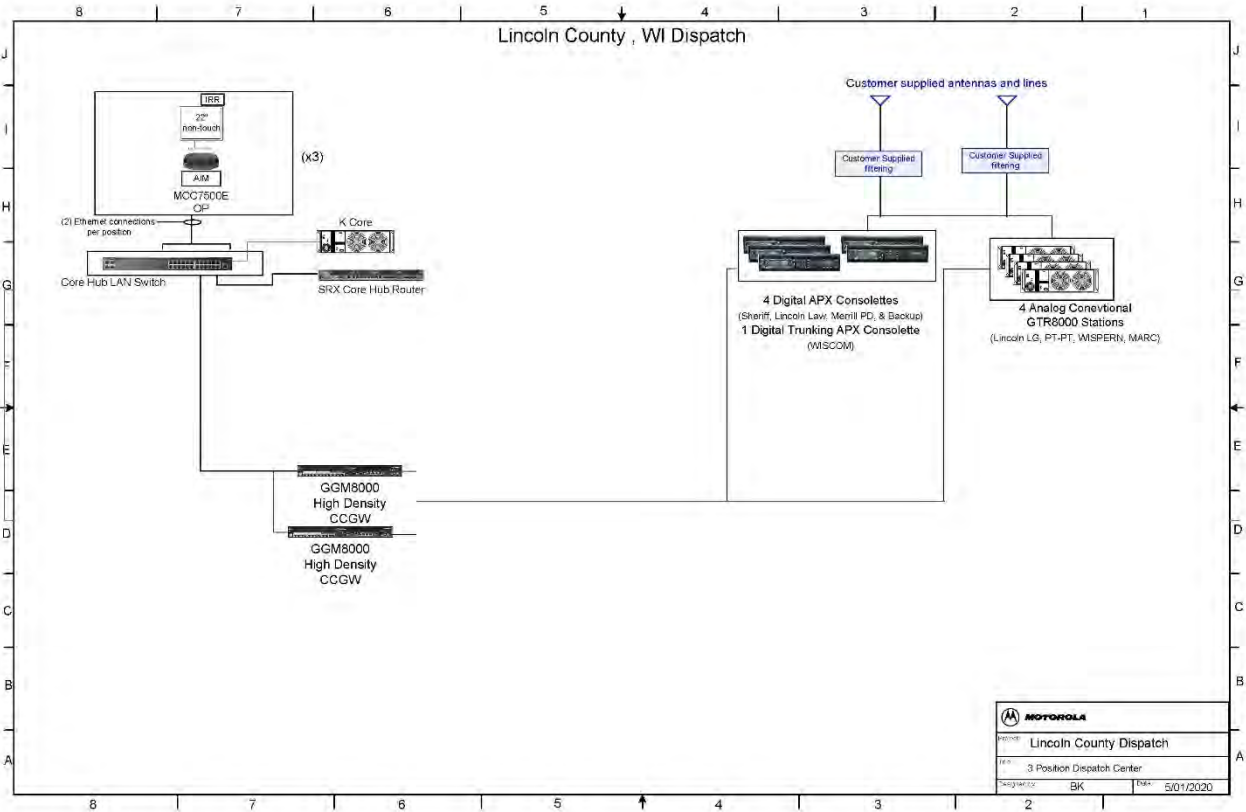 8 7 6 5 4 3 2 1
Lincoln County , WI Dispatch
J
J
Customer supplied antennas and lines
IRR
22"
non-touch
I
I
(x3)
Customer Supplied
filtering
Customer Supplied
filtering
AIM
MCC7500E
OP
H
H
(2) Ethernet connections
per position
K Core
Core Hub LAN Switch
SRX Core Hub Router
G
G
4 Digital APX Consolettes
(Sheriff, Lincoln Law, Merrill PD, & Backup)
1 Digital Trunking APX Consolette
(WISCOM)
4 Analog Conevtional
GTR8000 Stations
(Lincoln LG, PT-PT, WISPERN, MARC)
F
F
E
E
GGM8000
High Density
CCGW
D
D
GGM8000
High Density
CCGW
C
C
B
B
MOTOROLA
Lincoln County Dispatch
A
A
Title
3 Position Dispatch Center
BK
Date
5/01/2020
8 7 6 5 4 3 2